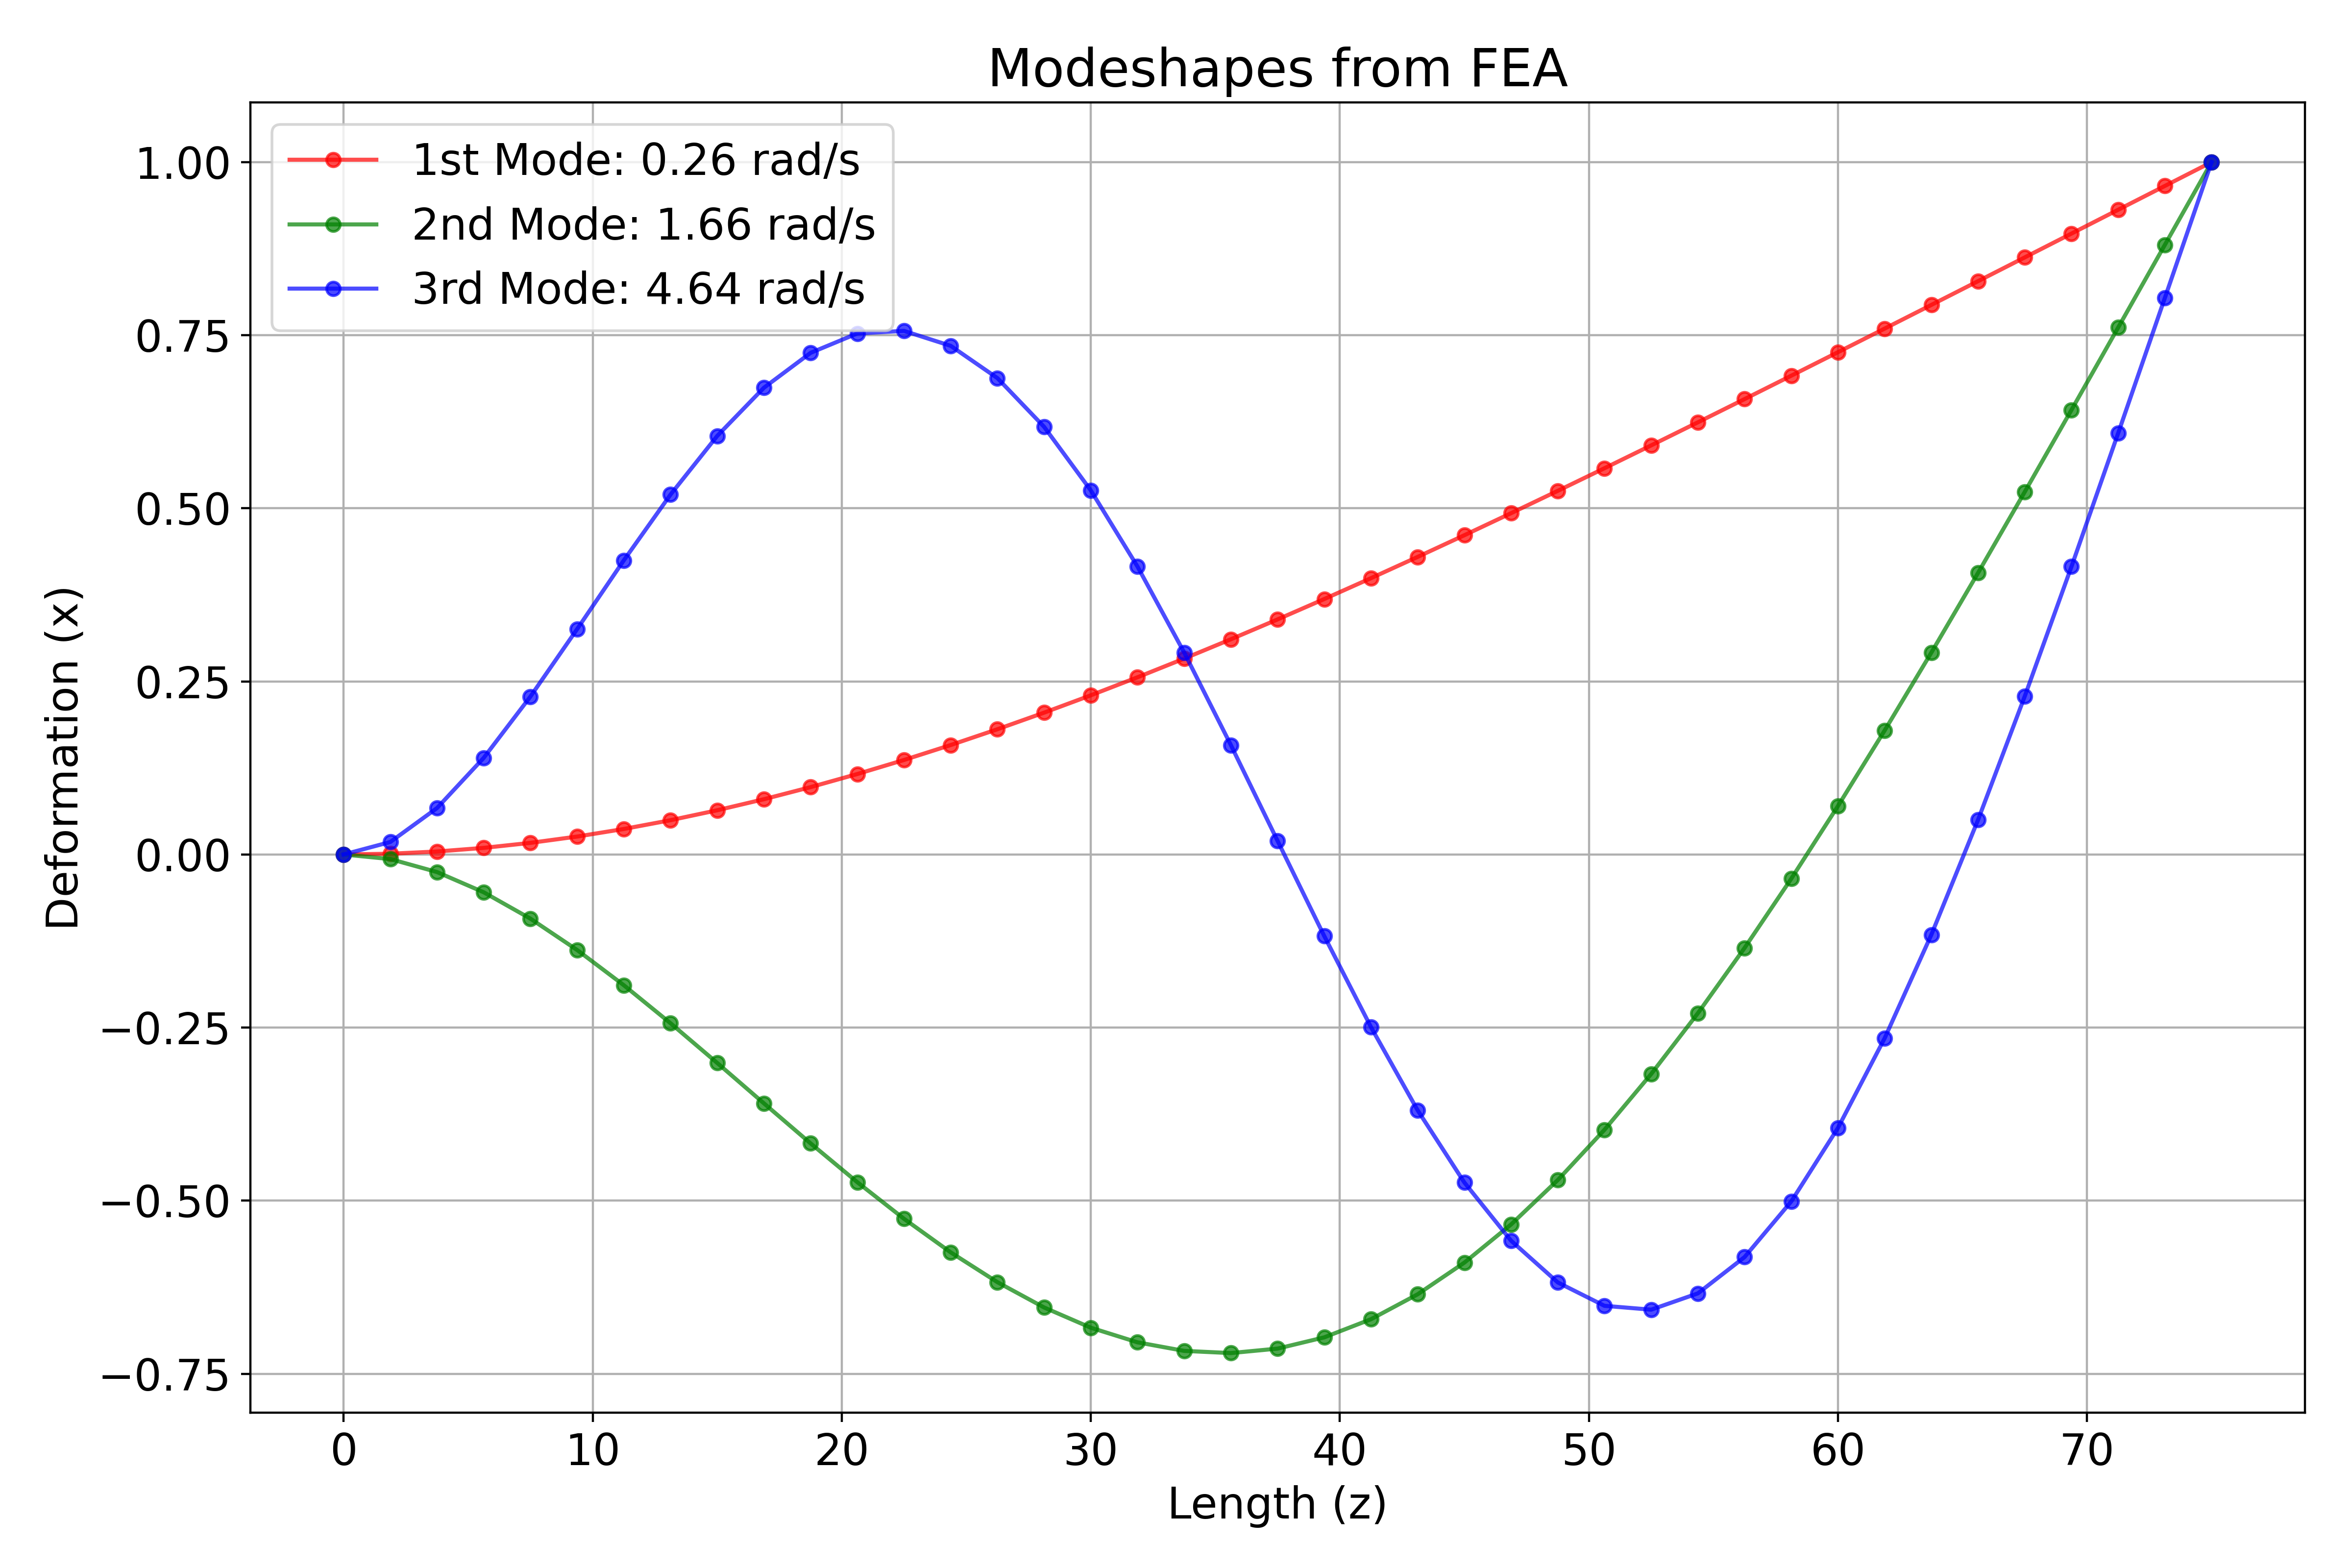 Modeshapes from FEA
1st Mode: 0.26 rad/s
2nd Mode: 1.66 rad/s
3rd Mode: 4.64 rad/s
1.00
0.75
0.50
0.25
0.00
−0.25
−0.50
−0.75
Deformation (x)
0 10 20 30 40 50 60 70
Length (z)